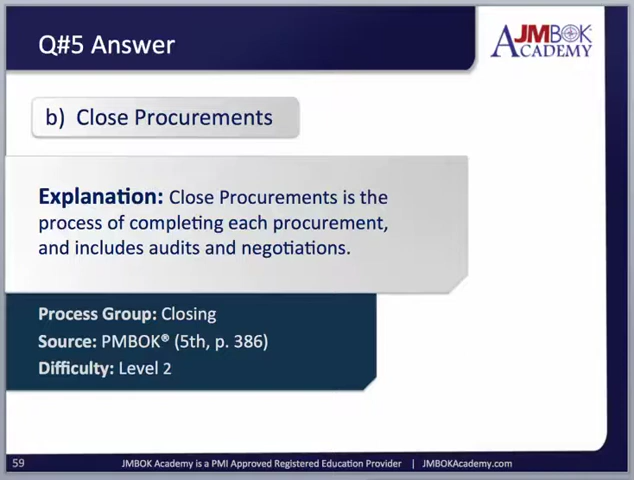 Q#5 Answer
AJMBOK
ACADEMY
b) Close Procurements
Explanation: Close Procurements is the
process of completing each procurement,
and includes audits and negotiations.
Process Group: Closing
Source: PMBOK® (5th, p. 386)
Difficulty: Level 2
59
JMBOK Academy is a PMI Approved Registered Education Provider | JMBOKAcademy.com